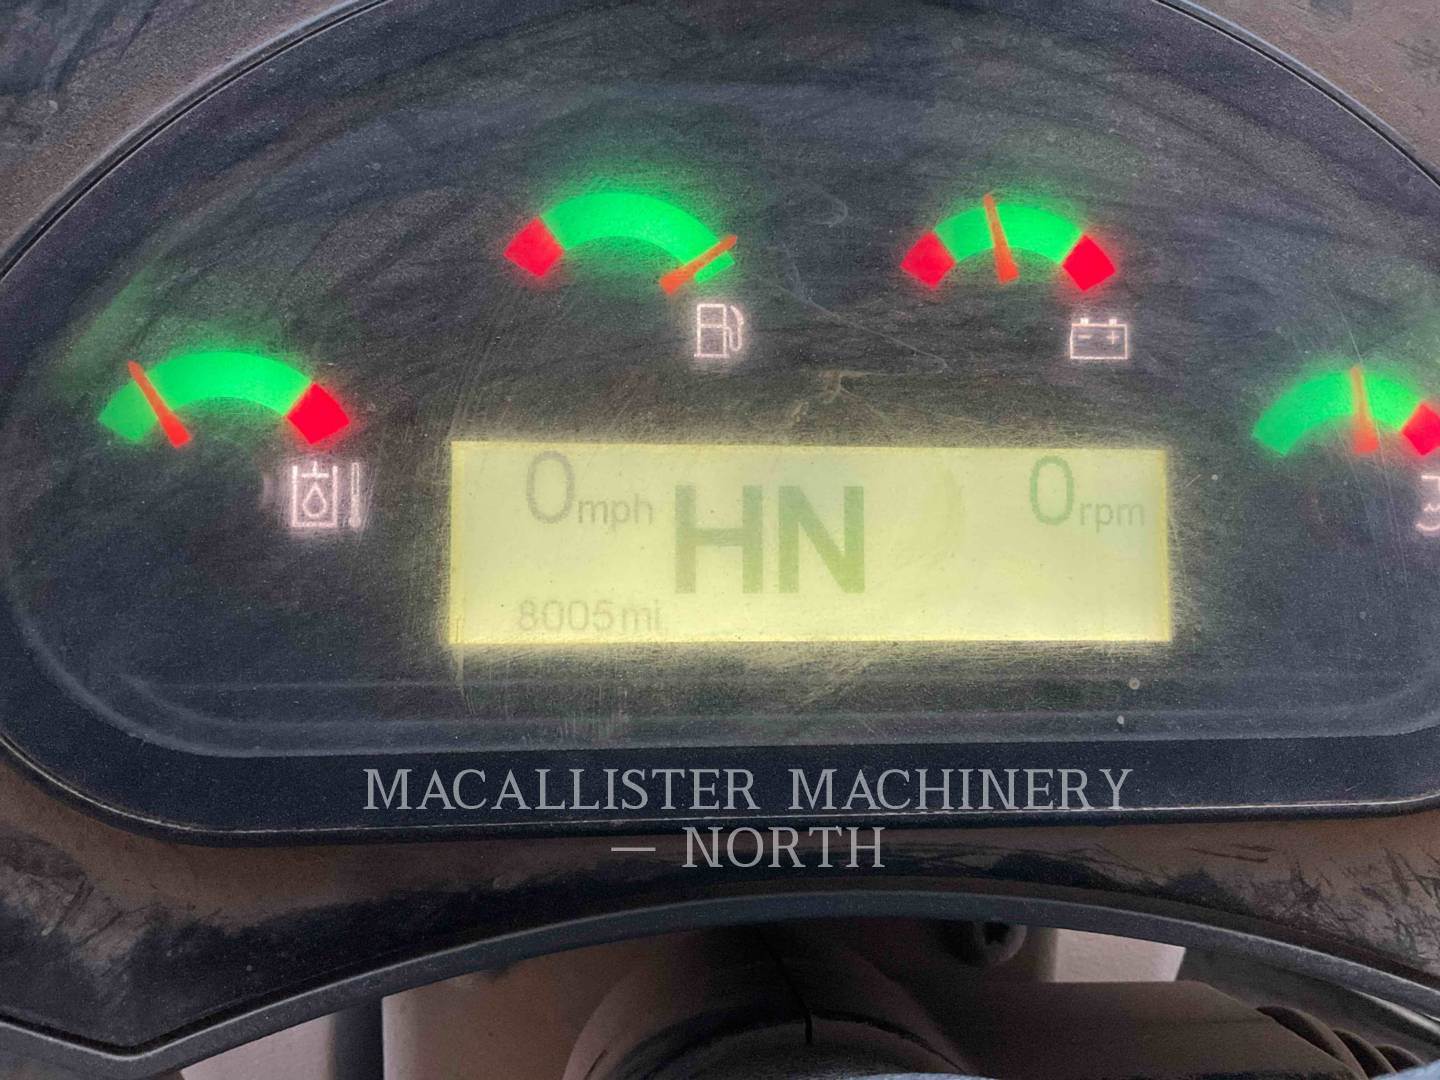 0mph HN 0rpm
8005mi
MACALLISTER MACHINERY
— NORTH